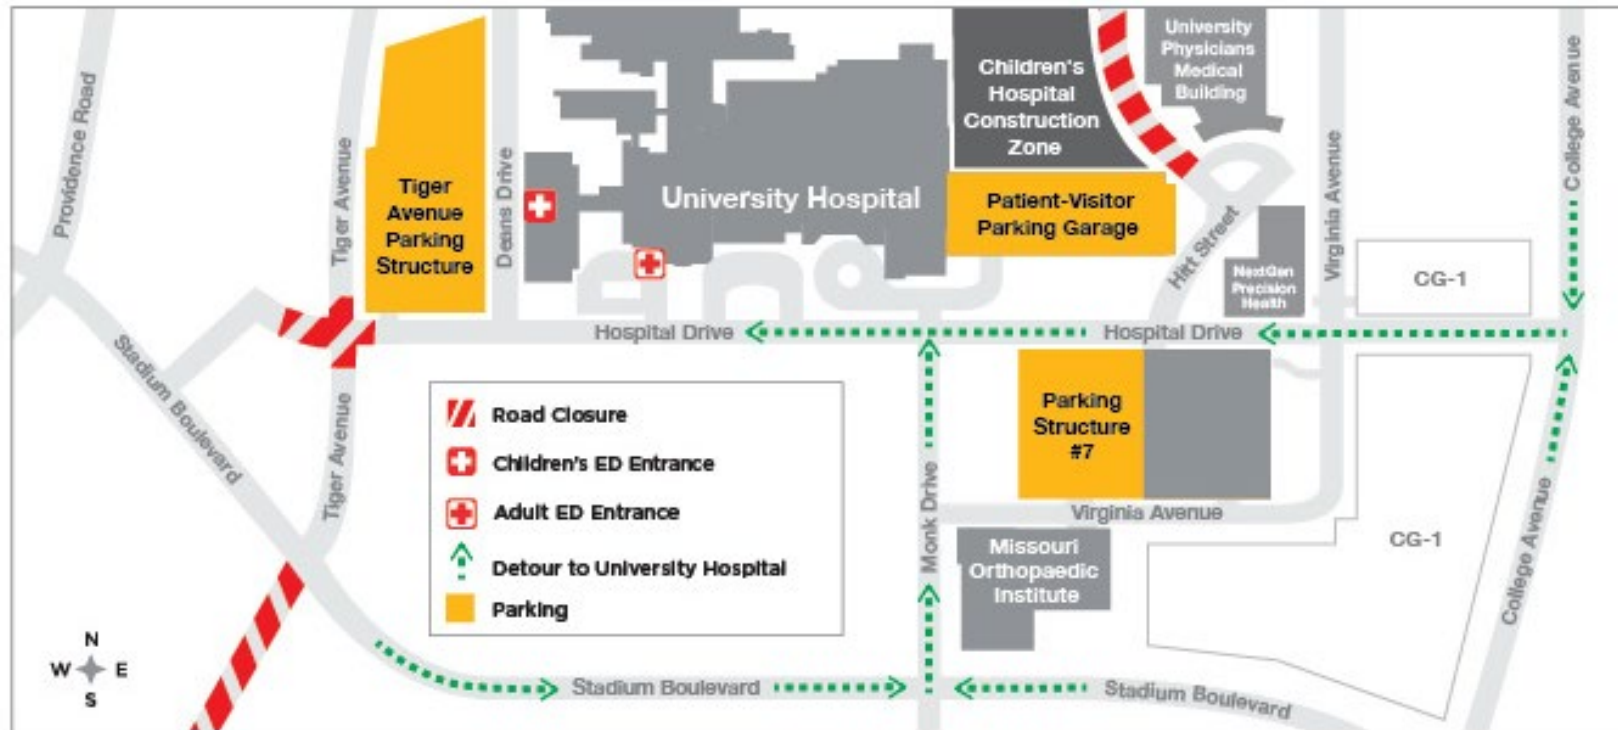 University
Physicians
Medical
Building
Children's
Hospital
Construction
Zone
Providence Road
Tiger Avenue
Tiger
Avenue
Parking
Structure
Deans Drive
University Hospital
Patient-Visitor
Parking Garage
Hitt Street
Virginia Avenue
College Avenue
NextGen
Precision
Health
CG-1
Hospital Drive
Hospital Drive
Stadium Boulevard
Tiger Avenue
Road Closure
Children's ED Entrance
Adult ED Entrance
Detour to University Hospital
Parking
Parking
Structure
#7
Monk Drive
Virginia Avenue
Missouri
Orthopaedic
Institute
CG-1
College Avenue
N
W E
S
Stadium Boulevard
Stadium Boulevard